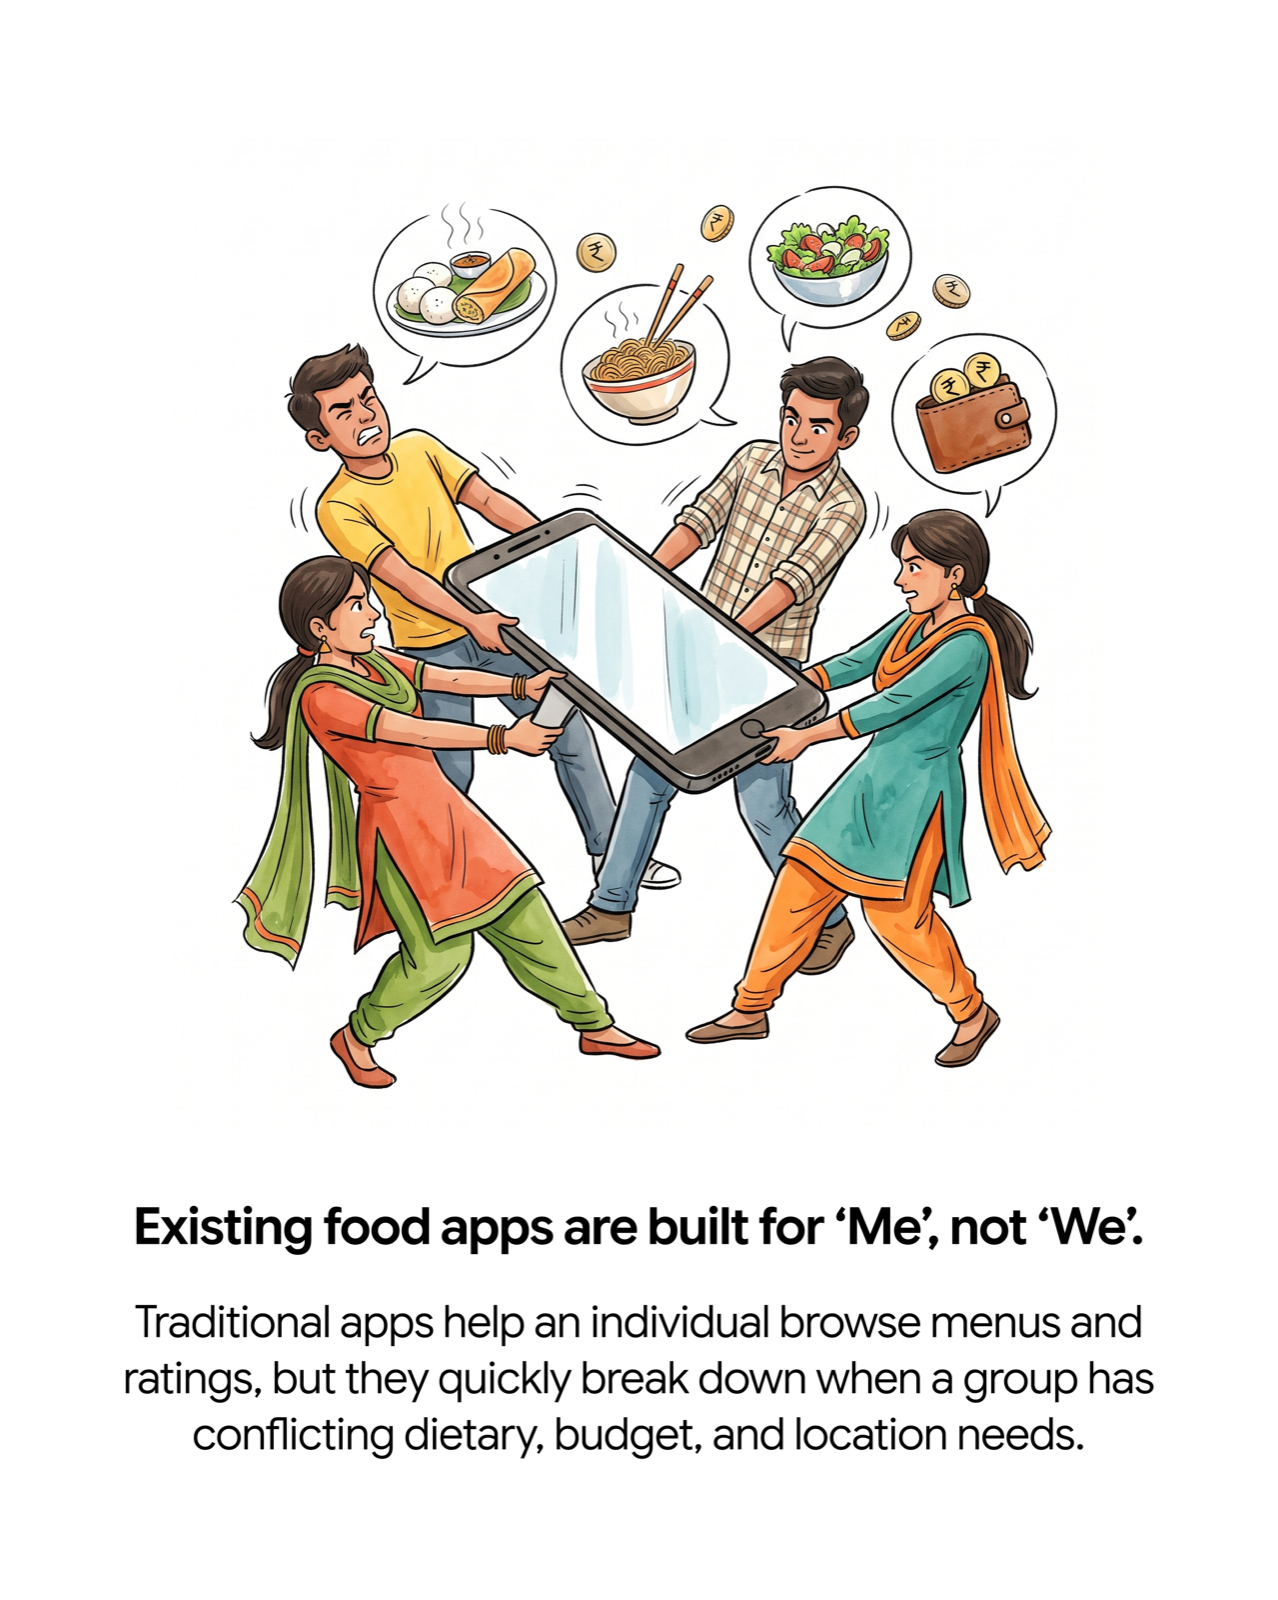 ₹
₹
₹
₹
₹ ₹
Existing food apps are built for ‘Me’, not ‘We’.
Traditional apps help an individual browse menus and
ratings, but they quickly break down when a group has
conflicting dietary, budget, and location needs.